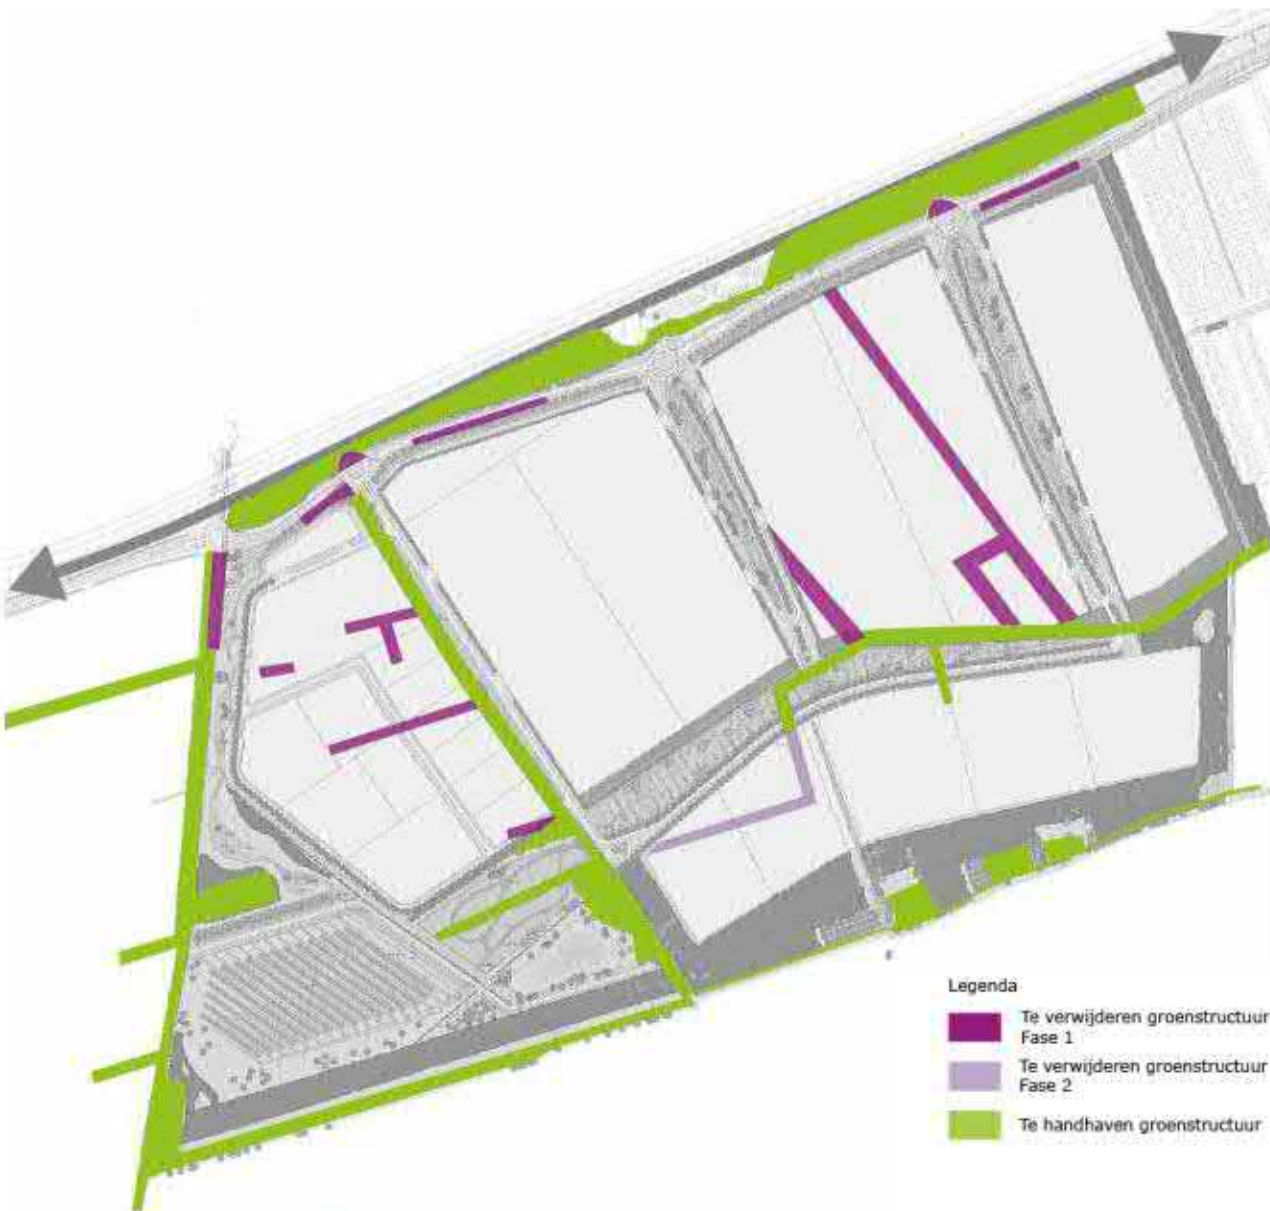 Legenda
Te verwijderen groenstructuur
Fase 1
Te verwijderen groenstructuur
Fase 2
Te handhaven groenstructuur